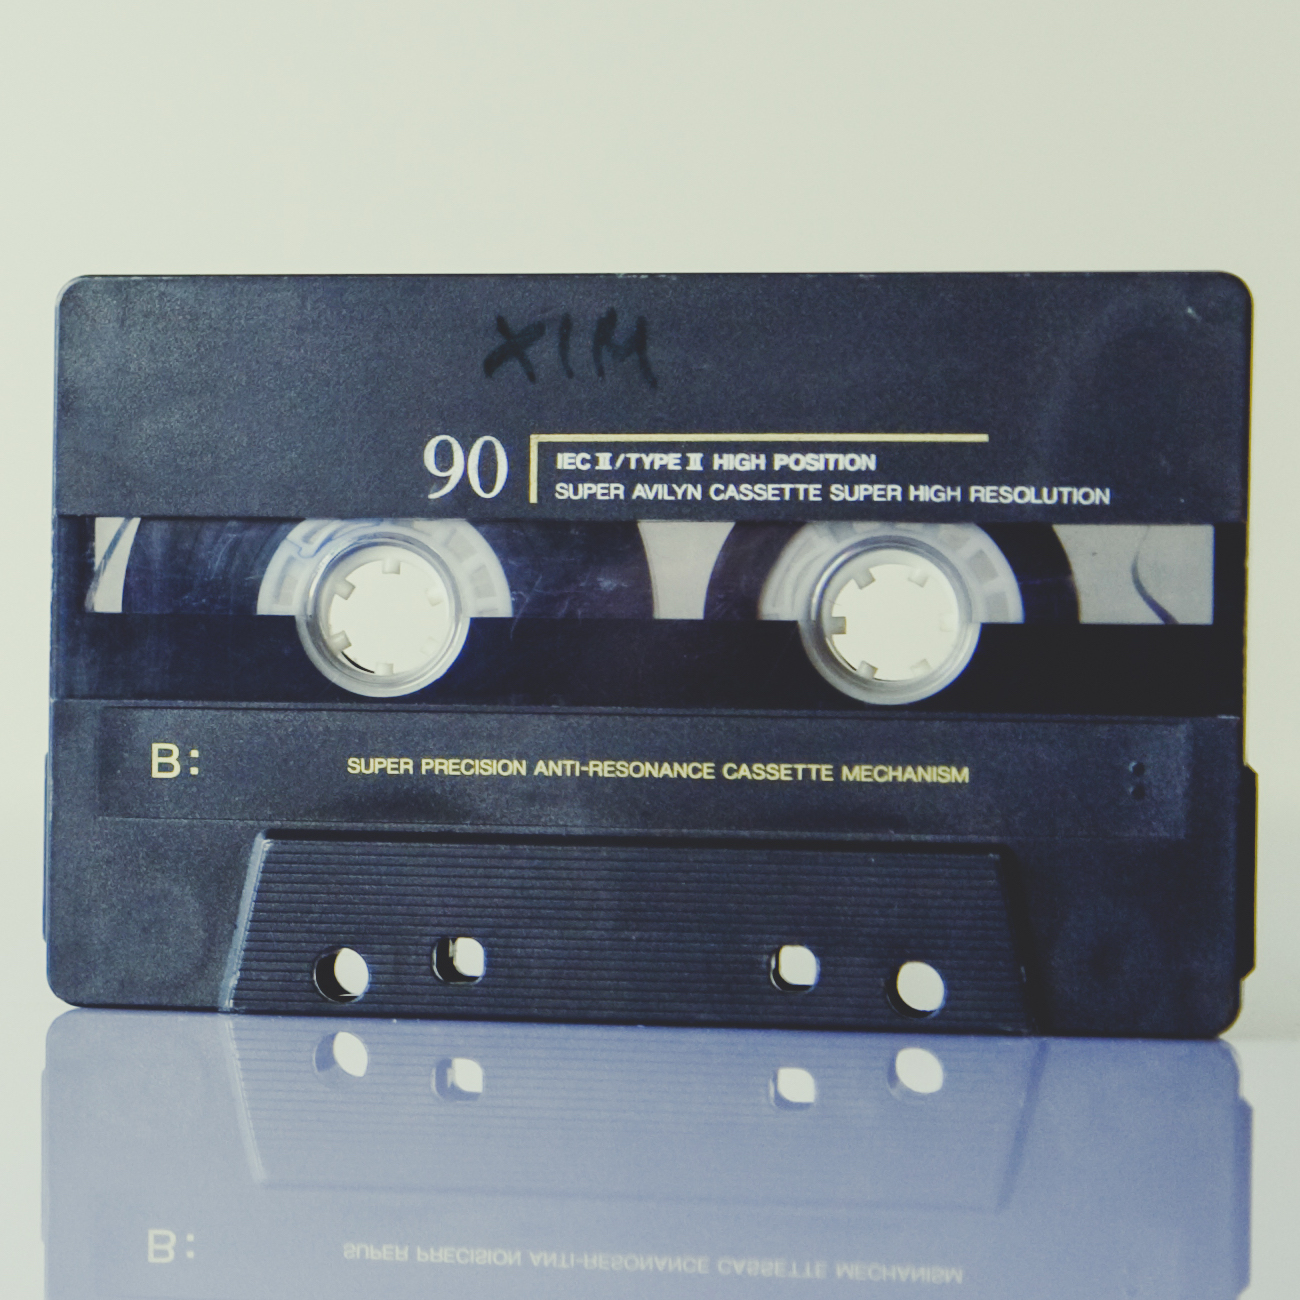 XIM
90
IEC II/TYPE II HIGH POSITION
SUPER AVILYN CASSETTE SUPER HIGH RESOLUTION
B:
SUPER PRECISION ANTI-RESONANCE CASSETTE MECHANISM